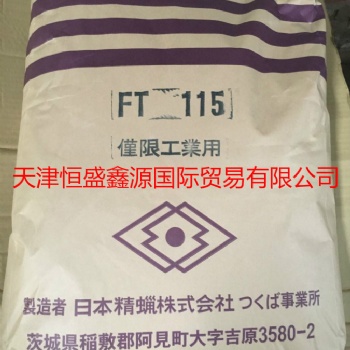 FT 115
僅限工業用
天津恒盛鑫源国际贸易有限公司
製造者 日本精蠟株式会社 つくば事業所
茨城県稲敷郡阿見町大字吉原3580-2